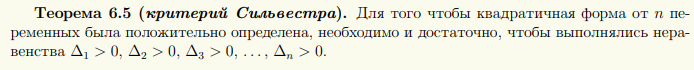 Теорема 6.5 (критерий Сильвестра). Для того чтобы квадратичная форма от n пе-
ременных была положительно определена, необходимо и достаточно, чтобы выполнялись нера-
венства Δ₁ > 0, Δ₂ > 0, Δ₃ > 0, . . . , Δₙ > 0.